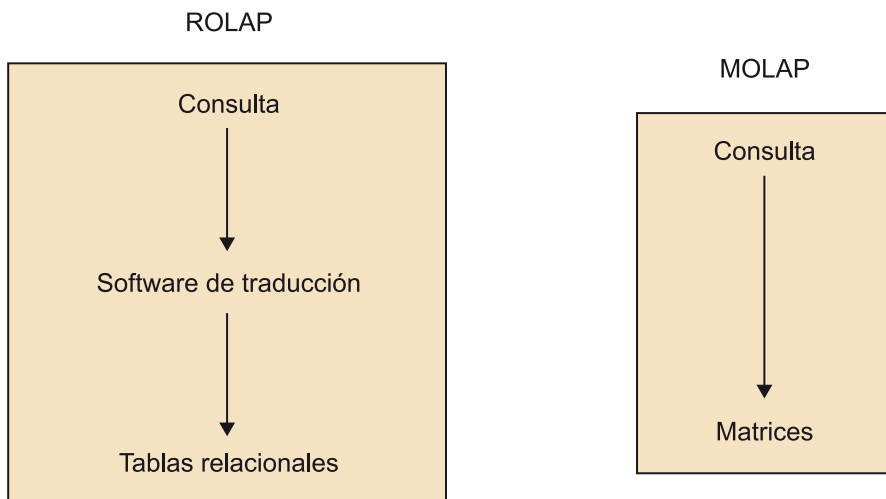 ROLAP
Consulta
Software de traducción
Tablas relacionales
MOLAP
Consulta
Matrices